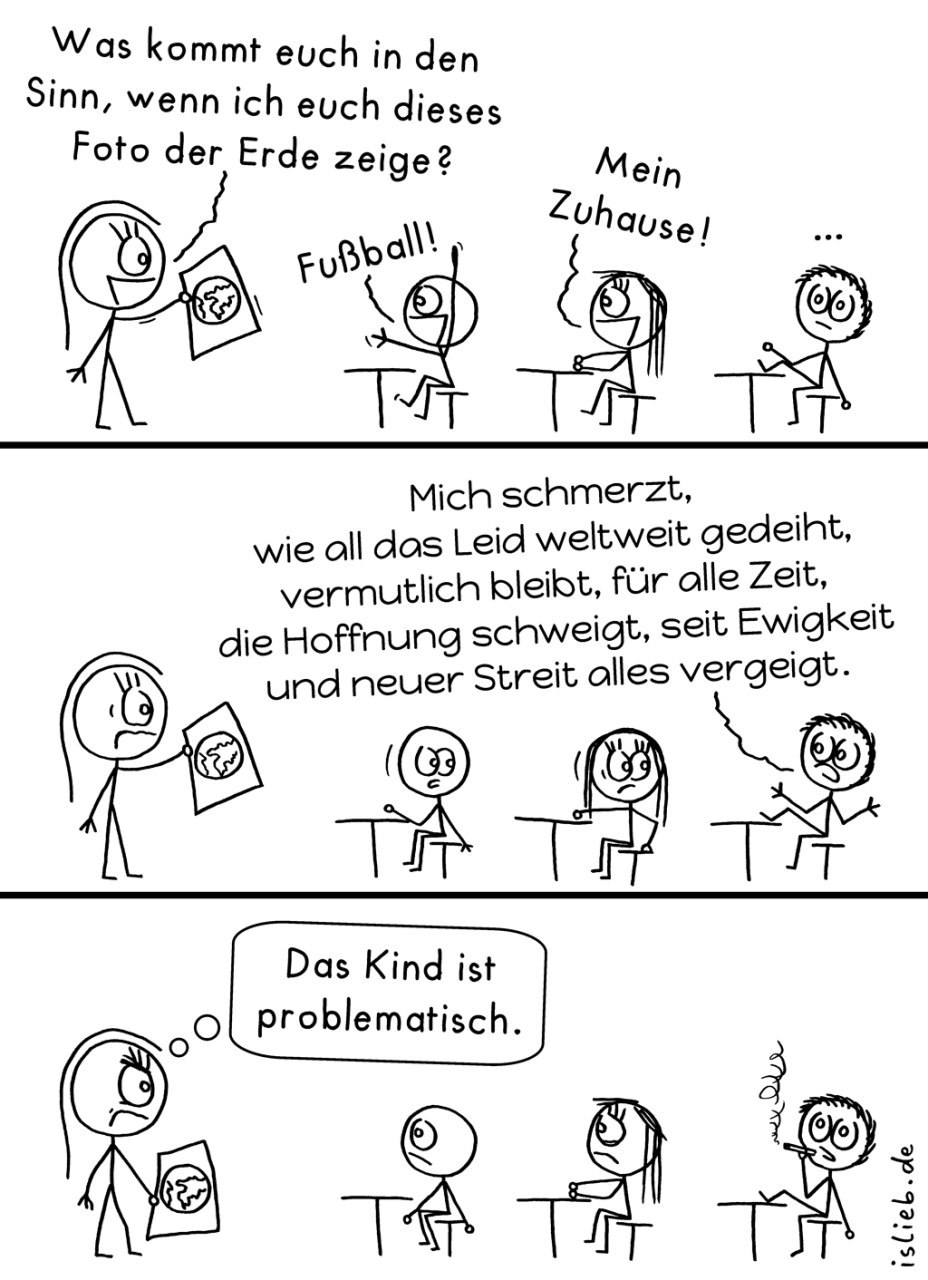 Was kommt euch in den
Sinn, wenn ich euch dieses
Foto der Erde zeige?
Fußball!
Mein
Zuhause!
...
Mich schmerzt,
wie all das Leid weltweit gedeiht,
vermutlich bleibt, für alle Zeit,
die Hoffnung schweigt, seit Ewigkeit
und neuer Streit alles vergeigt.
Das Kind ist
problematisch.
islieb.de